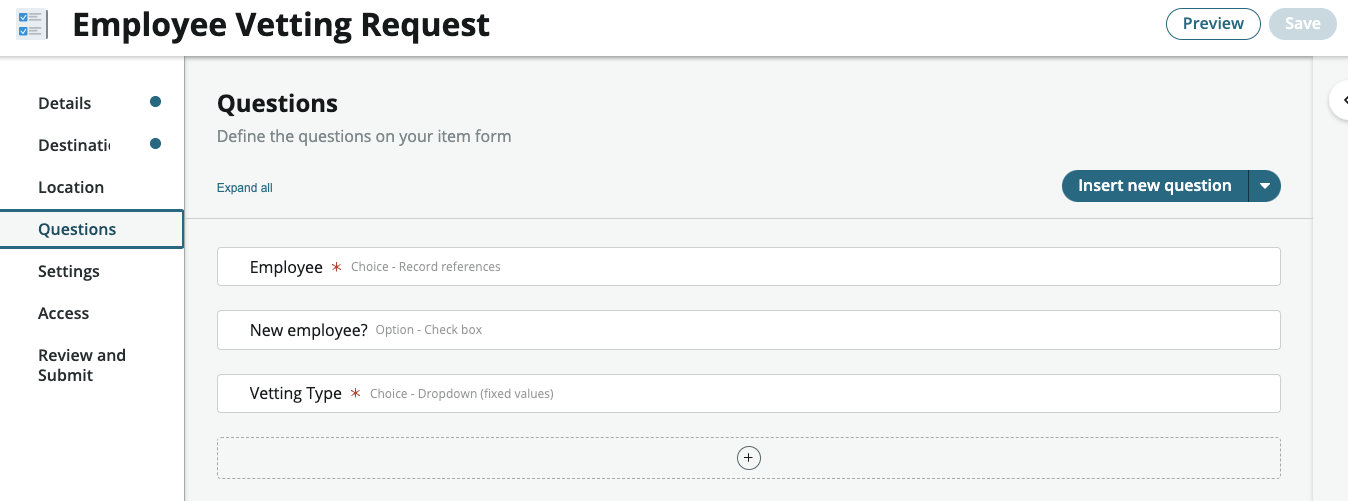 Employee Vetting Request
Preview
Save
Details
Destinati
Location
Questions
Settings
Access
Review and
Submit
Questions
Define the questions on your item form
Expand all
Insert new question
Employee * Choice - Record references
New employee? Option - Check box
Vetting Type * Choice - Dropdown (fixed values)